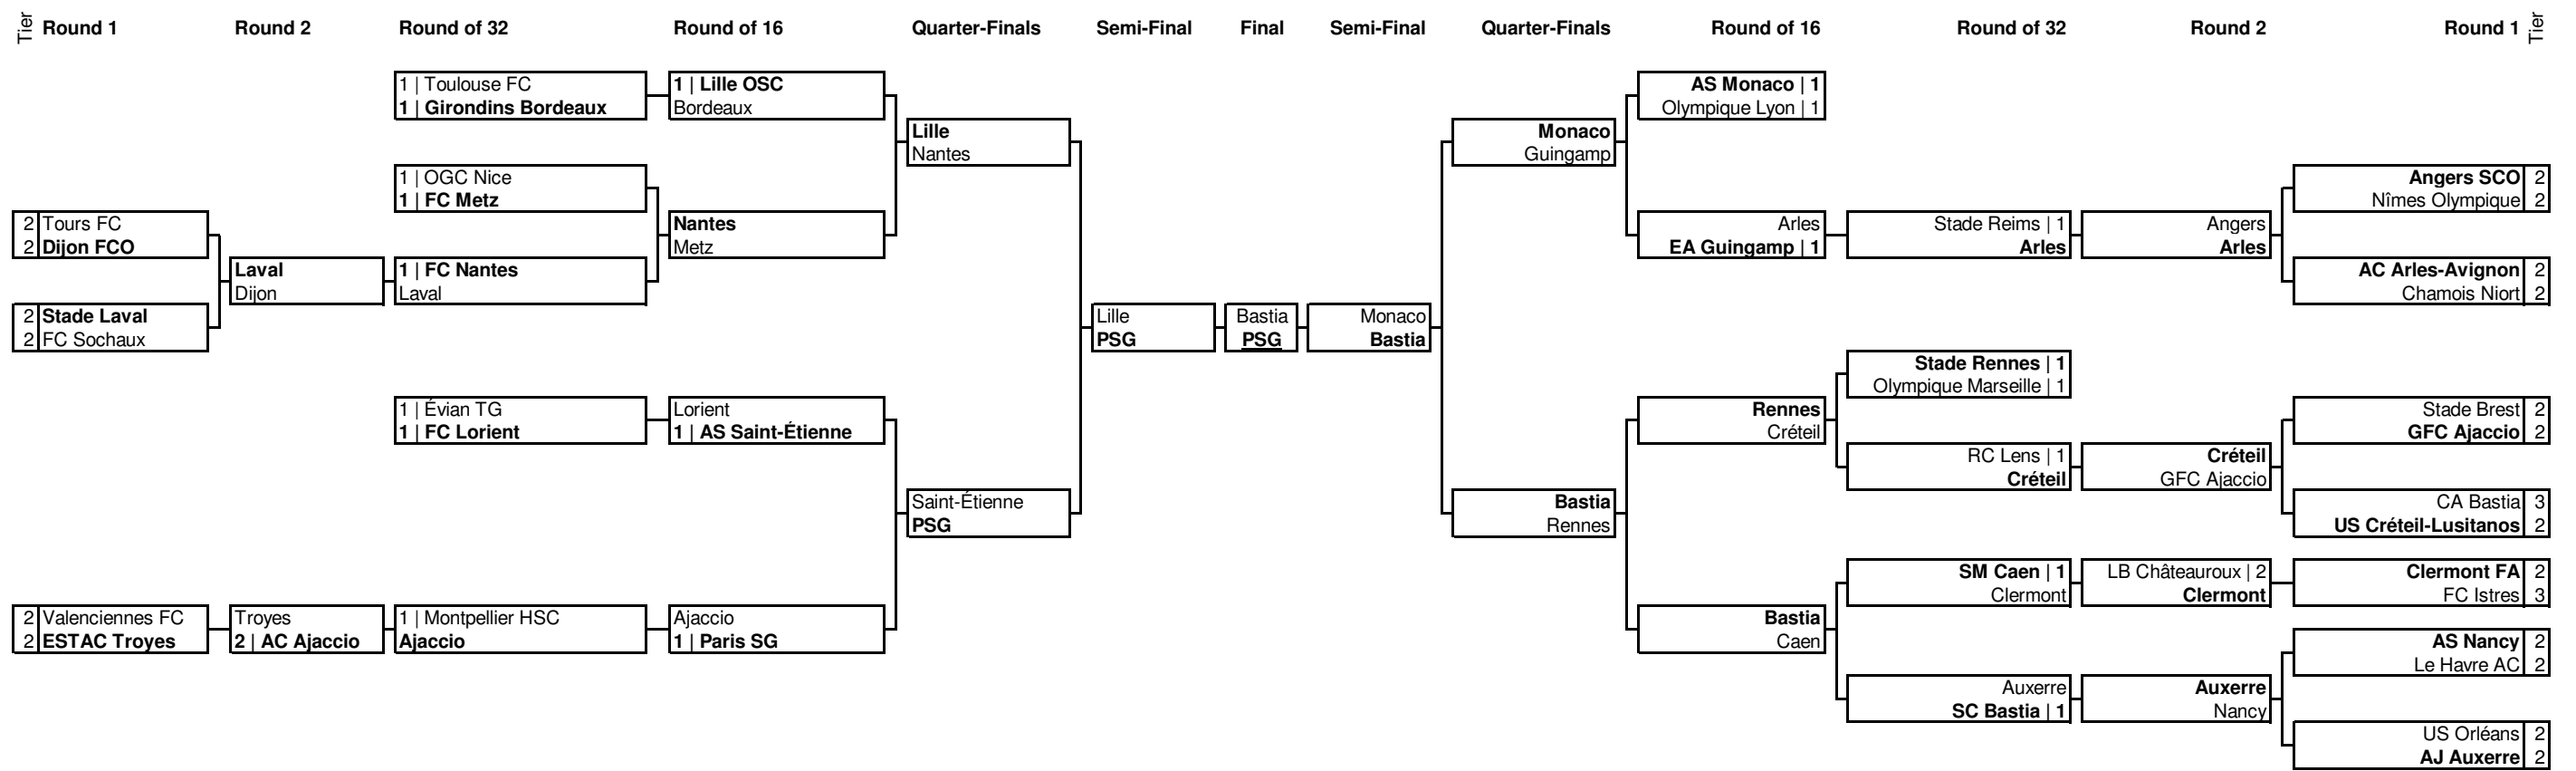 Tier Round 1 Round 2 Round of 32 Round of 16 Quarter-Finals Semi-Final Final Semi-Final Quarter-Finals Round of 16 Round of 32 Round 2 Round 1 Tier
1 | Toulouse FC
1 | Girondins Bordeaux
1 | Lille OSC
Bordeaux
AS Monaco | 1
Olympique Lyon | 1
Lille
Nantes
Monaco
Guingamp
1 | OGC Nice
1 | FC Metz
Angers SCO 2
Nîmes Olympique 2
2 Tours FC
2 Dijon FCO
Nantes
Metz
Arles
EA Guingamp | 1
Stade Reims | 1
Arles
Angers
Arles
Laval
Dijon
1 | FC Nantes
Laval
AC Arles-Avignon 2
Chamois Niort 2
2 Stade Laval
2 FC Sochaux
Lille
PSG
Bastia
PSG
Monaco
Bastia
Stade Rennes | 1
Olympique Marseille | 1
1 | Évian TG
1 | FC Lorient
Lorient
1 | AS Saint-Étienne
Rennes
Créteil
Stade Brest 2
GFC Ajaccio 2
RC Lens | 1
Créteil
Créteil
GFC Ajaccio
Saint-Étienne
PSG
Bastia
Rennes
CA Bastia 3
US Créteil-Lusitanos 2
SM Caen | 1
Clermont
LB Châteauroux | 2
Clermont
Clermont FA 2
FC Istres 3
2 Valenciennes FC
2 ESTAC Troyes
Troyes
2 | AC Ajaccio
1 | Montpellier HSC
Ajaccio
Ajaccio
1 | Paris SG
Bastia
Caen
AS Nancy 2
Le Havre AC 2
Auxerre
SC Bastia | 1
Auxerre
Nancy
US Orléans 2
AJ Auxerre 2